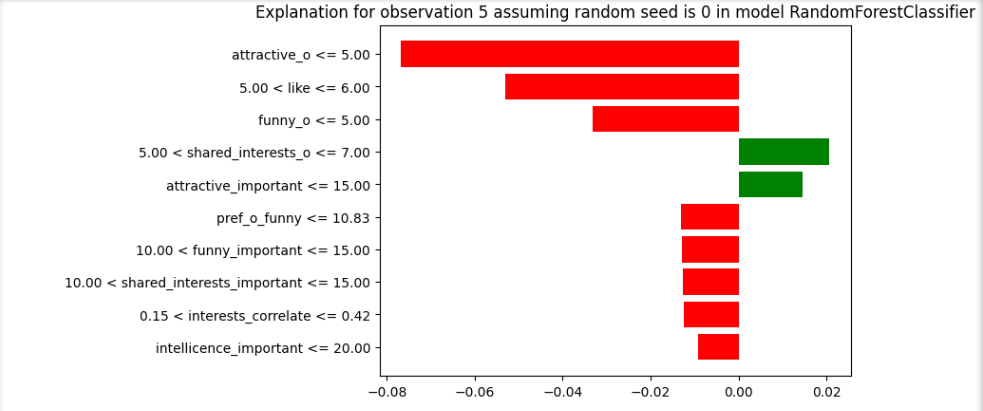 Explanation for observation 5 assuming random seed is 0 in model RandomForestClassifier
attractive_o <= 5.00
5.00 < like <= 6.00
funny_o <= 5.00
5.00 < shared_interests_o <= 7.00
attractive_important <= 15.00
pref_o_funny <= 10.83
10.00 < funny_important <= 15.00
10.00 < shared_interests_important <= 15.00
0.15 < interests_correlate <= 0.42
intellicence_important <= 20.00
−0.08 −0.06 −0.04 −0.02 0.00 0.02